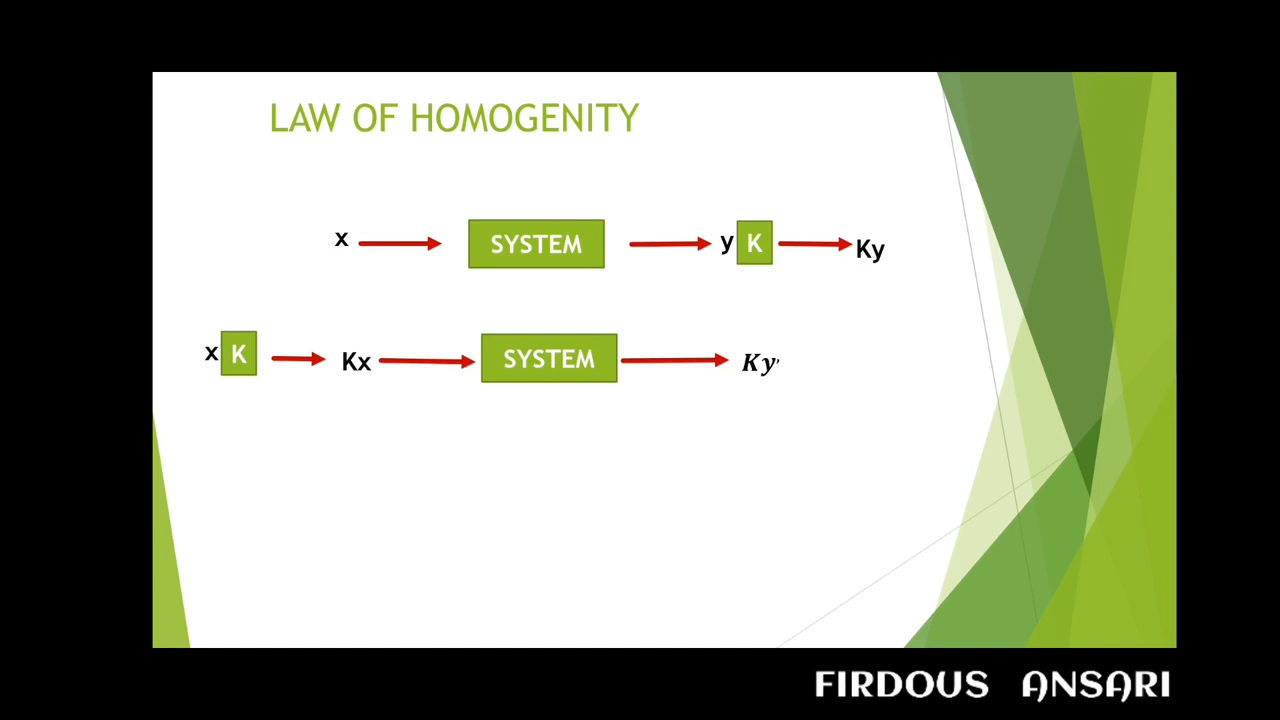 LAW OF HOMOGENITY
x SYSTEM y K Ky
x K Kx SYSTEM Ky’
FIRDOUS ANSARI